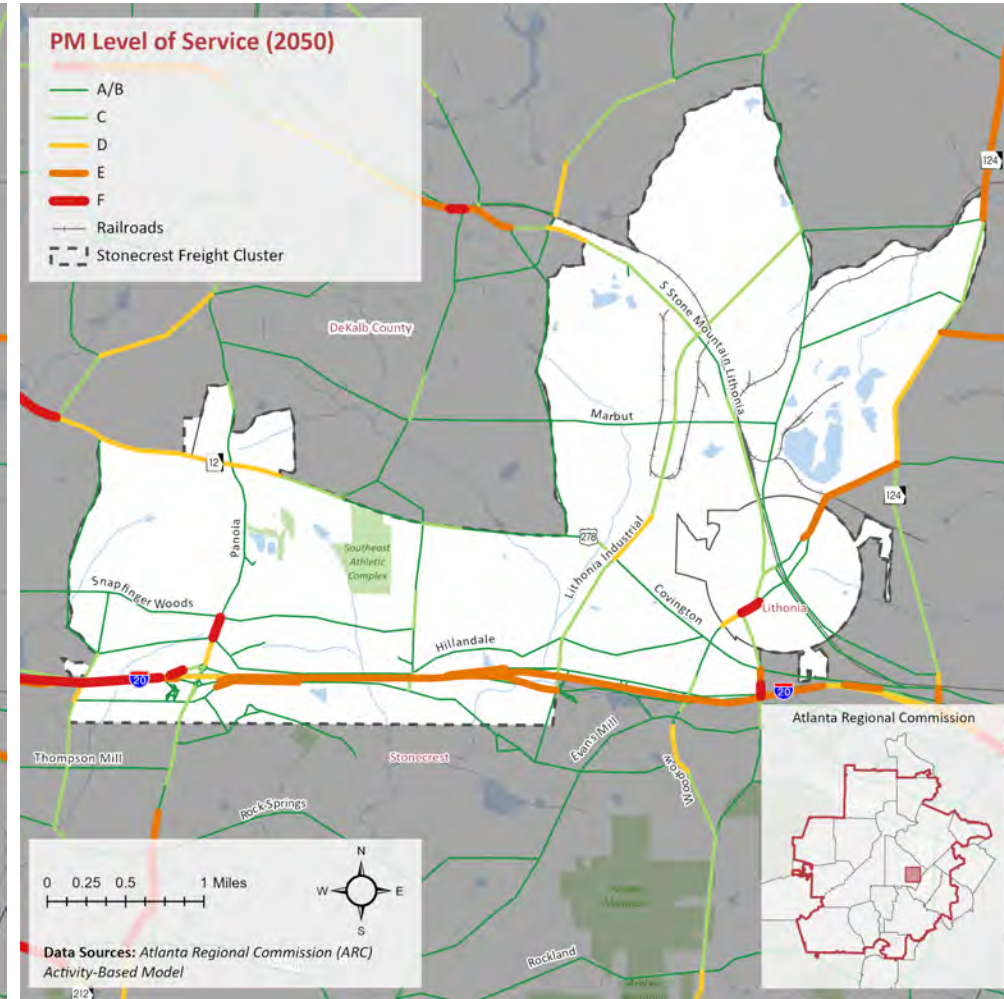 PM Level of Service (2050)
A/B
C
D
E
F
Railroads
Stonecrest Freight Cluster
124
DeKalb County
S Stone Mountain Lithonia
Marbut
12
124
Panola
278
Southeast
Athletic
Complex
Lithonia Industrial
Snapfinger Woods
Covington
Lithonia
Hillandale
20
20
Atlanta Regional Commission
Evans Mill
Thompson Mill
Stonecrest
Woodrow
Rock Springs
N
0 0.25 0.5 1 Miles
W E
S
Data Sources: Atlanta Regional Commission (ARC)
Activity-Based Model
Rockland
212